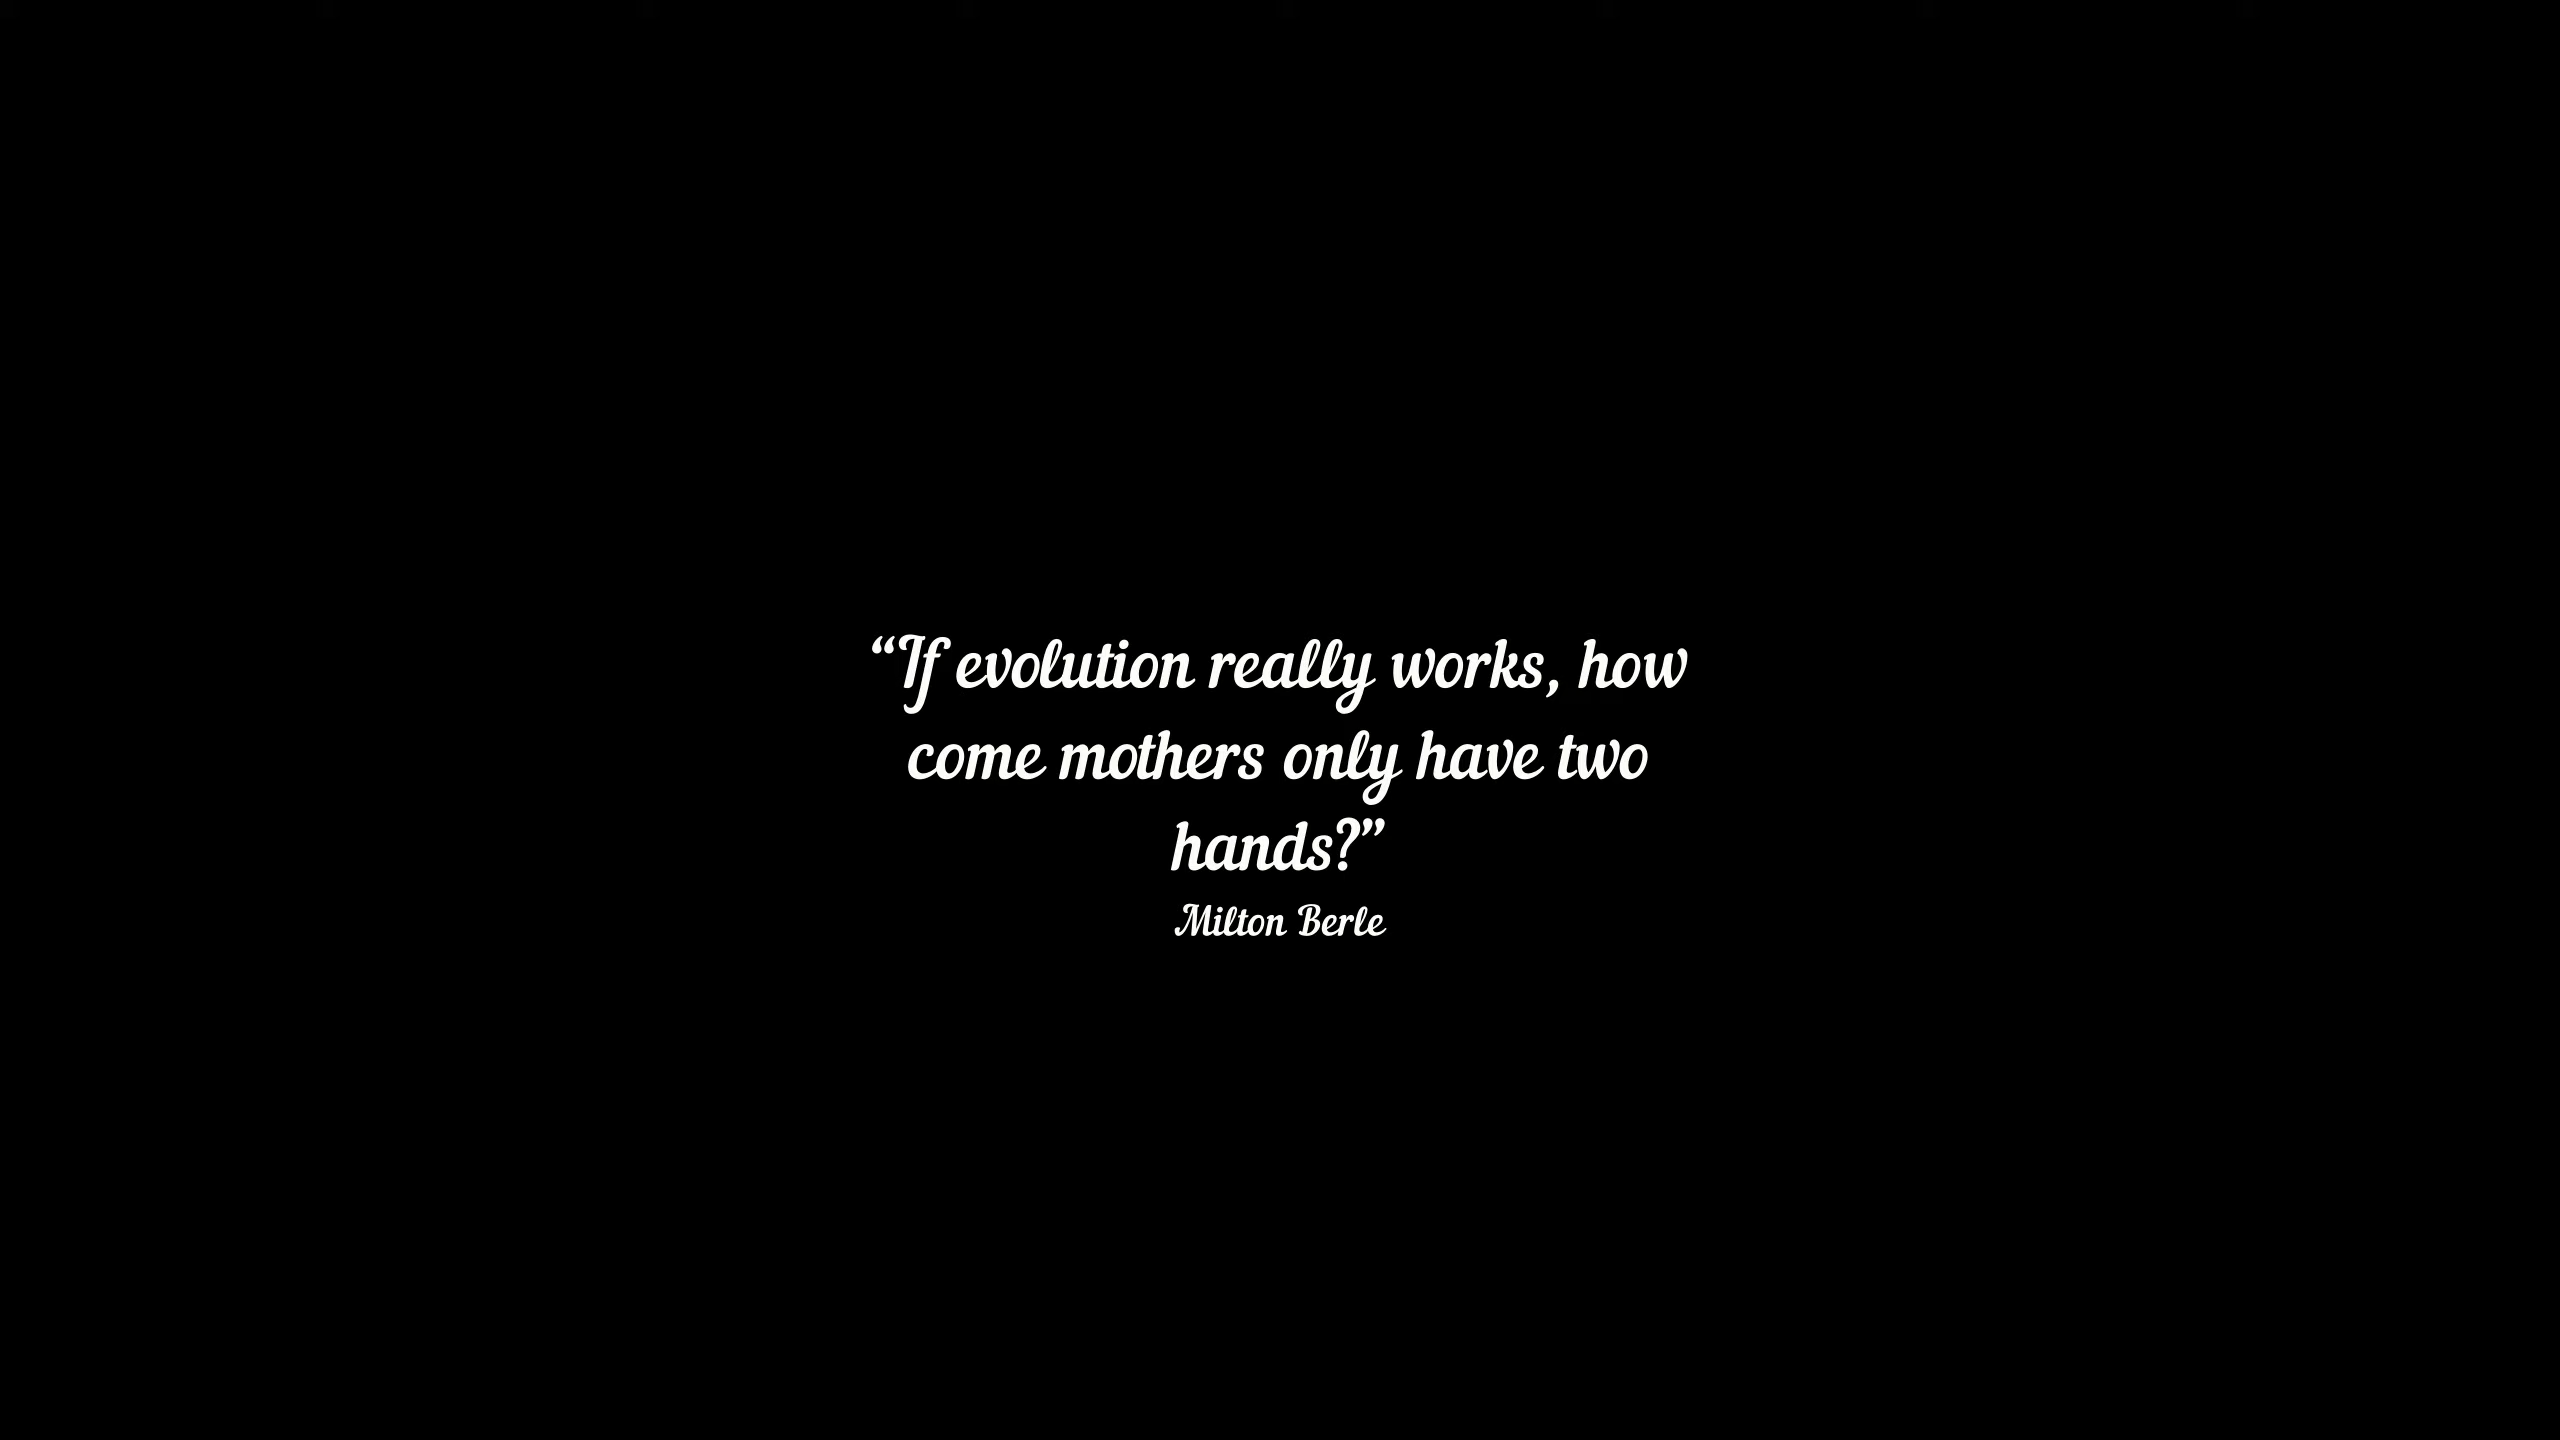 “If evolution really works, how
come mothers only have two
hands?”
Milton Berle